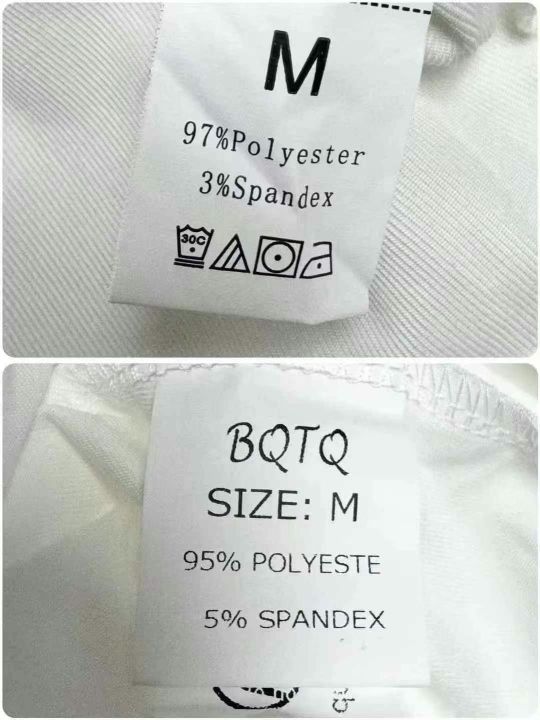 M
97%Polyester
3%Spandex
30C
BQTQ
SIZE: M
95% POLYESTE
5% SPANDEX